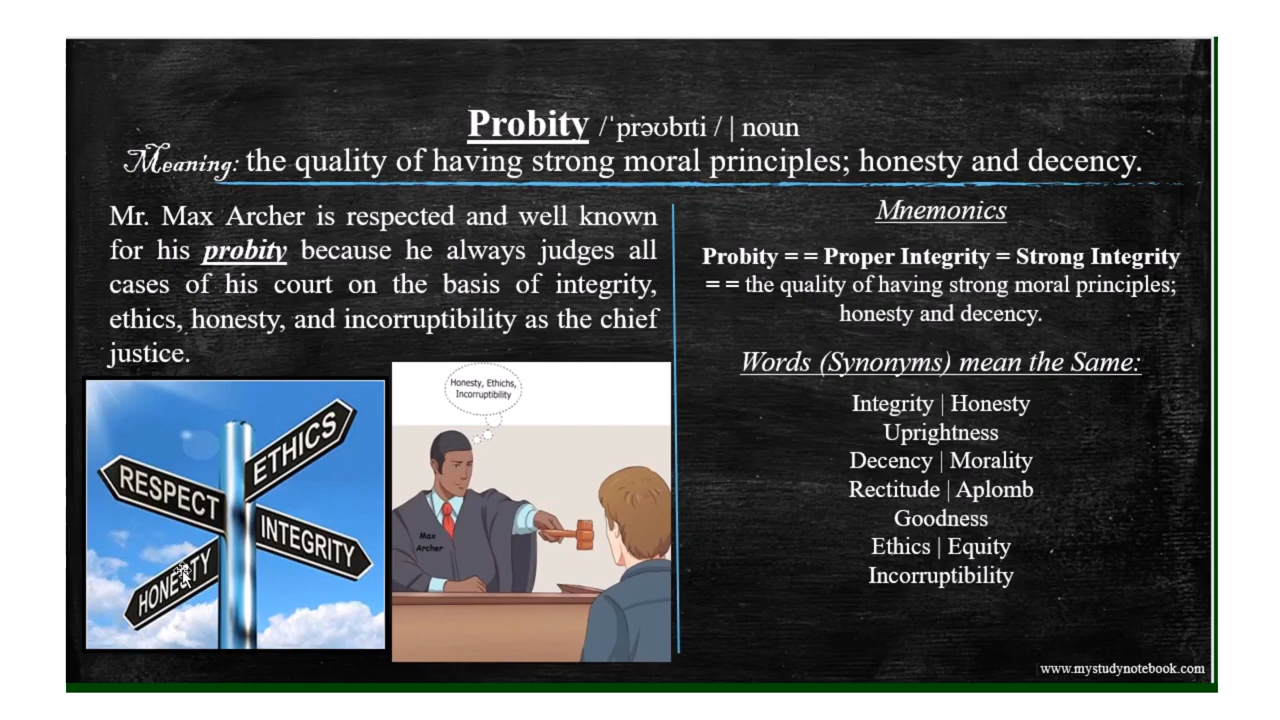 Probity /ˈprəʊbɪti / | noun
Meaning: the quality of having strong moral principles; honesty and decency.
Mr. Max Archer is respected and well known
for his probity because he always judges all
cases of his court on the basis of integrity,
ethics, honesty, and incorruptibility as the chief
justice.
ETHICS
RESPECT
INTEGRITY
HONESTY
Honesty, Ethichs,
Incorruptibility
Max
Archer
Mnemonics
Probity = = Proper Integrity = Strong Integrity
= = the quality of having strong moral principles;
honesty and decency.
Words (Synonyms) mean the Same:
Integrity | Honesty
Uprightness
Decency | Morality
Rectitude | Aplomb
Goodness
Ethics | Equity
Incorruptibility
www.mystudynotebook.com